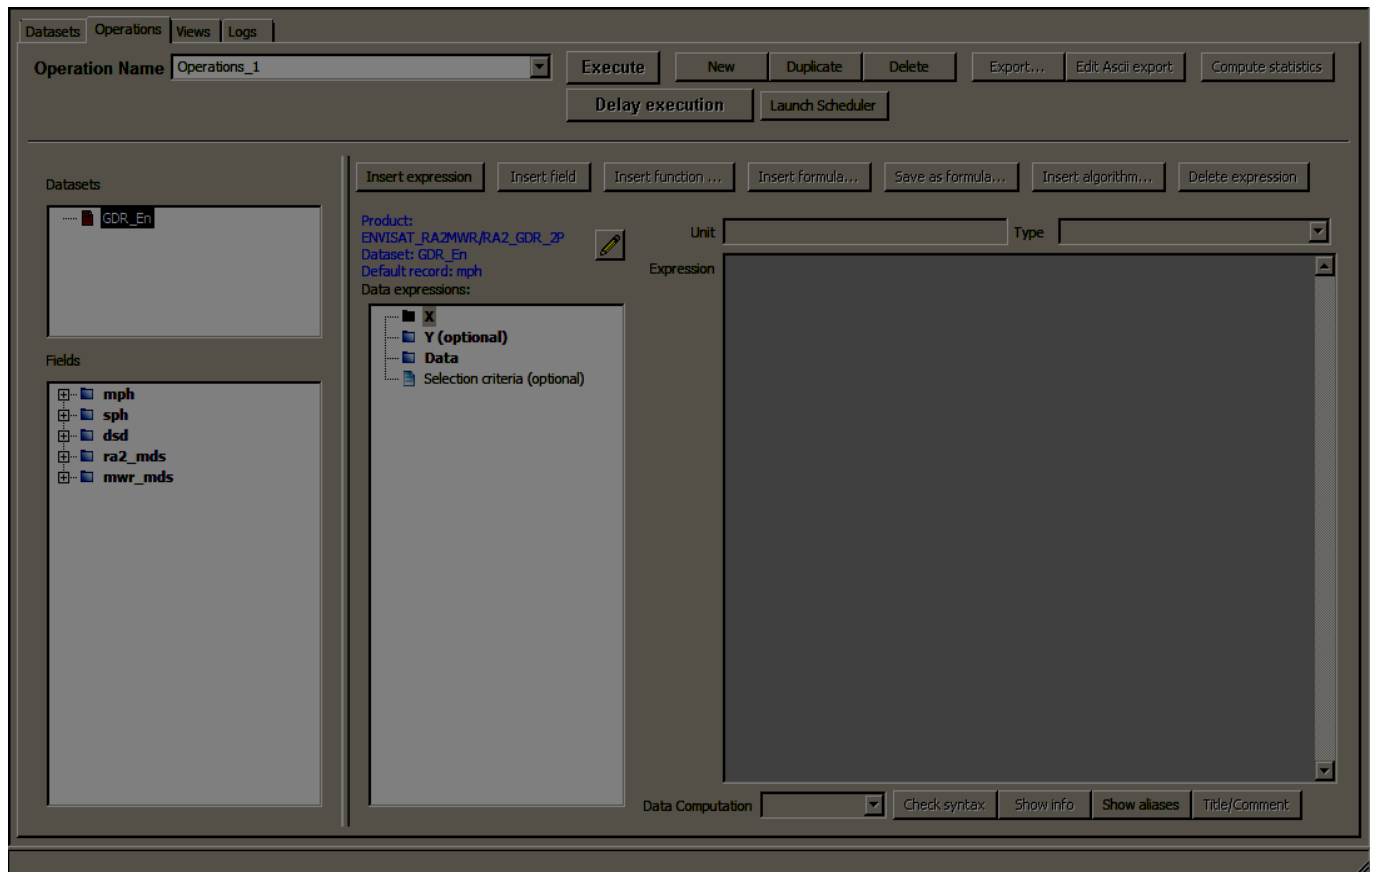 Datasets Operations Views Logs
Operation Name Operations_1 Execute New Duplicate Delete Export... Edit Ascii export Compute statistics
Delay execution Launch Scheduler
Datasets
GDR_En
Fields
mph
sph
dsd
ra2_mds
mwr_mds
Insert expression Insert field Insert function ... Insert formula... Save as formula... Insert algorithm... Delete expression
Product:
ENVISAT_RA2MWR/RA2_GDR_2P
Dataset: GDR_En
Default record: mph
Data expressions:
X
Y (optional)
Data
Selection criteria (optional)
Unit Type
Expression
Data Computation Check syntax Show info Show aliases Title/Comment